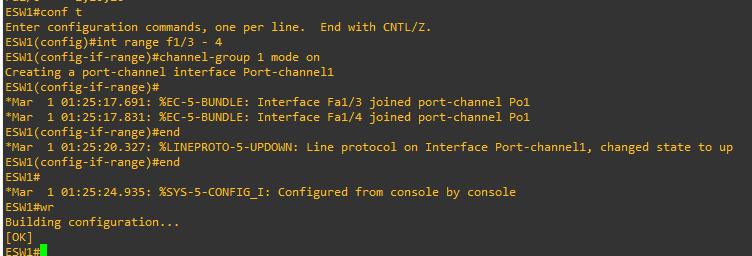 ESW1#conf t
Enter configuration commands, one per line.  End with CNTL/Z.
ESW1(config)#int range f1/3 - 4
ESW1(config-if-range)#channel-group 1 mode on
Creating a port-channel interface Port-channel1
ESW1(config-if-range)#
*Mar  1 01:25:17.691: %EC-5-BUNDLE: Interface Fa1/3 joined port-channel Po1
*Mar  1 01:25:17.831: %EC-5-BUNDLE: Interface Fa1/4 joined port-channel Po1
ESW1(config-if-range)#end
*Mar  1 01:25:20.327: %LINEPROTO-5-UPDOWN: Line protocol on Interface Port-channel1, changed state to up
ESW1(config-if-range)#end
ESW1#
*Mar  1 01:25:24.935: %SYS-5-CONFIG_I: Configured from console by console
ESW1#wr
Building configuration...
[OK]
ESW1#